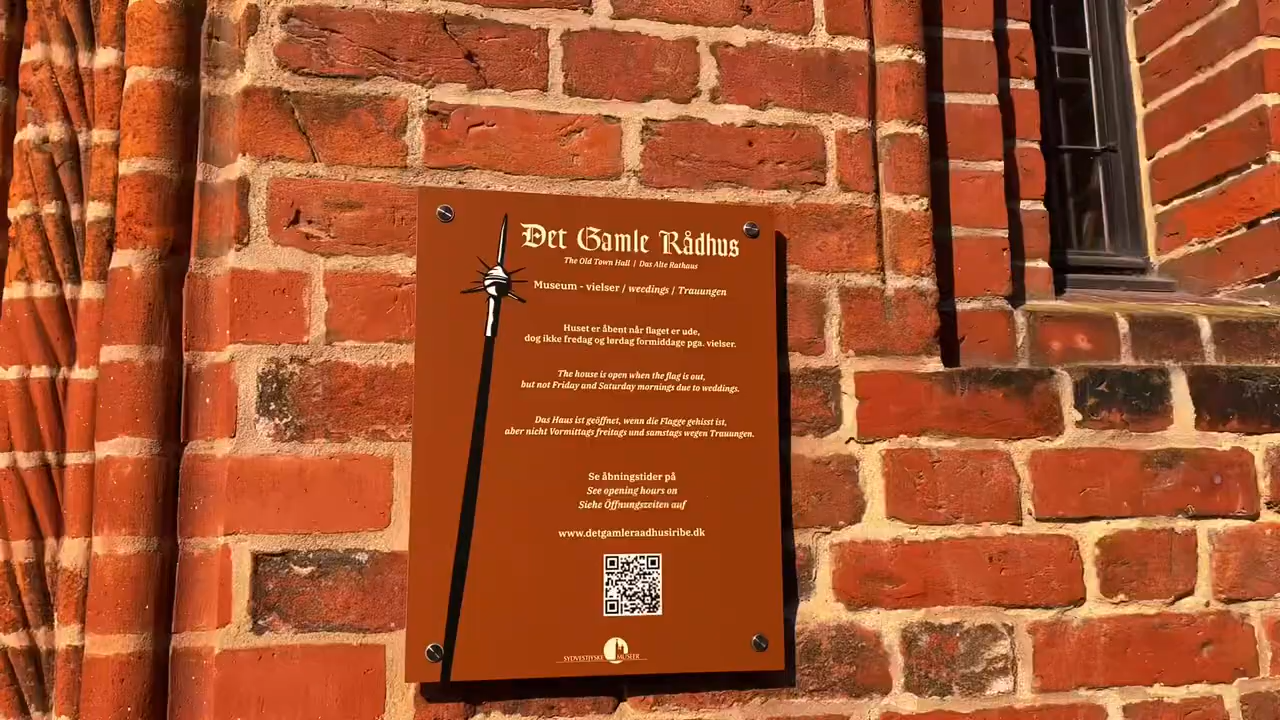 Det Gamle Rådhus
The Old Town Hall | Das Alte Rathaus
Museum - vielser / weedings / Trauungen
Huset er åbent når flaget er ude,
dog ikke fredag og lørdag formiddage pga. vielser.
The house is open when the flag is out,
but not Friday and Saturday mornings due to weddings.
Das Haus ist geöffnet, wenn die Flagge gehisst ist,
aber nicht Vormittags freitags und samstags wegen Trauungen.
Se åbningstider på
See opening hours on
Siehe Öffnungszeiten auf
www.detgamleraadhusiribe.dk
SYDVESTJYSKE MUSEER